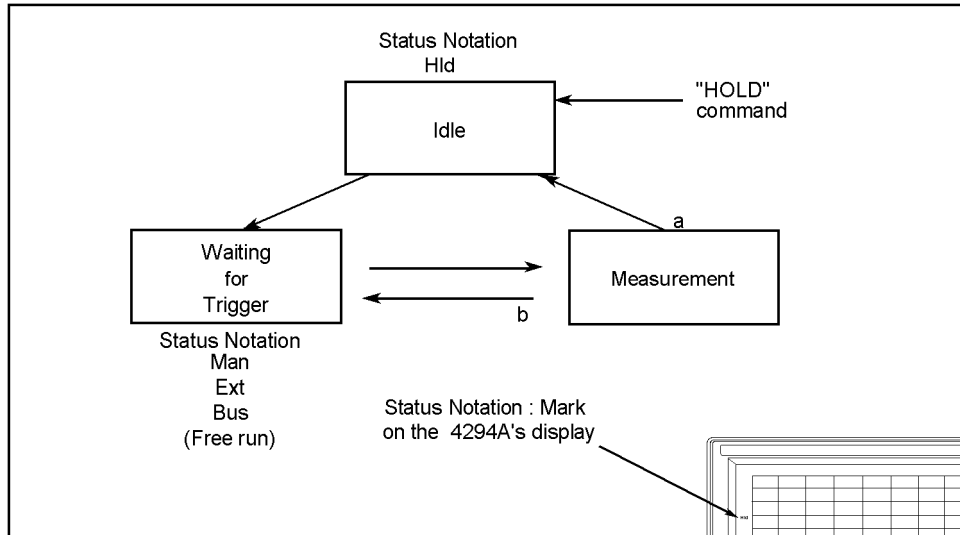 Status Notation
Hld
Idle
"HOLD"
command
a
Waiting
for
Trigger
Measurement
b
Status Notation
Man
Ext
Bus
(Free run)
Status Notation : Mark
on the 4294A's display